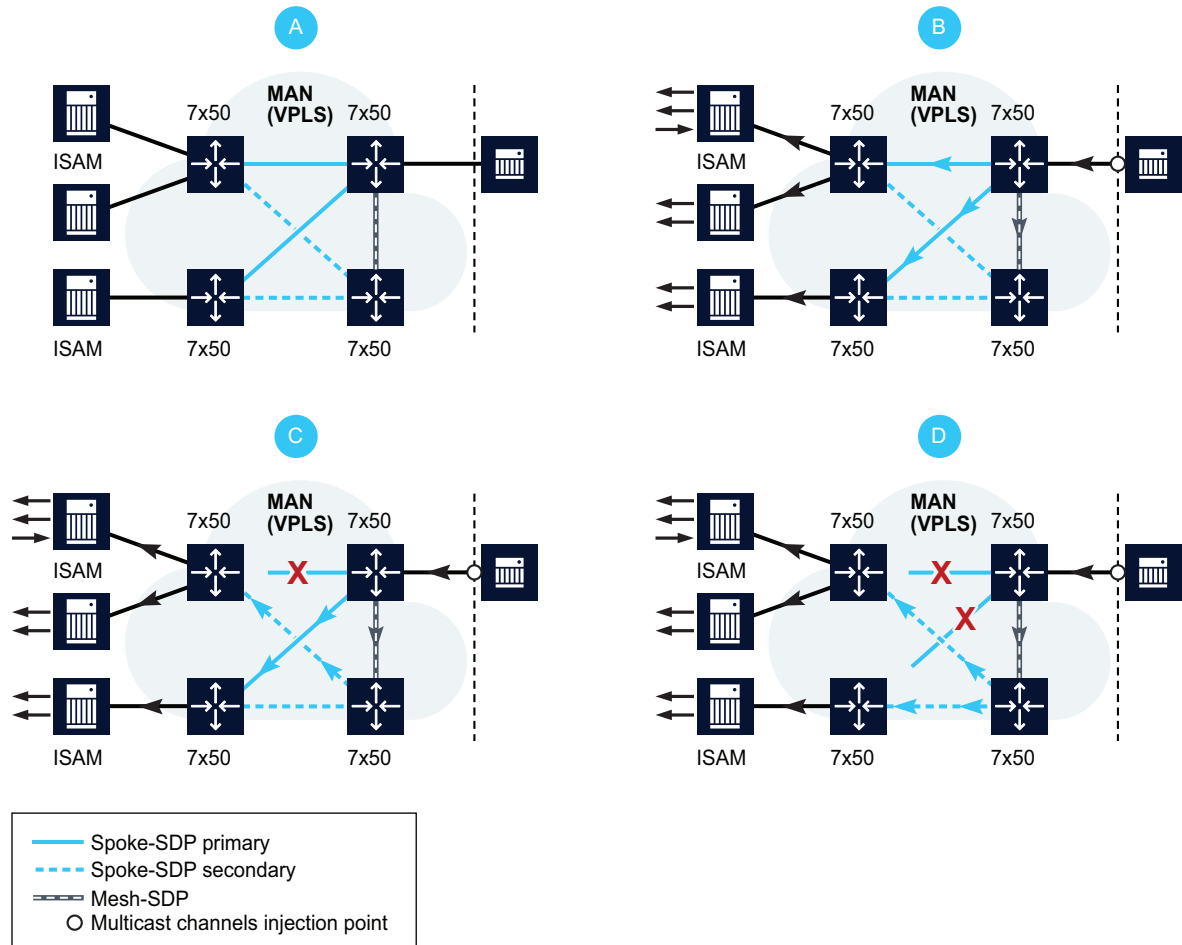 A
MAN
(VPLS)
7x50
7x50
ISAM
ISAM
7x50
7x50
B
MAN
(VPLS)
7x50
7x50
ISAM
ISAM
7x50
7x50
C
MAN
(VPLS)
7x50
7x50
X
ISAM
ISAM
7x50
7x50
D
MAN
(VPLS)
7x50
7x50
X
X
ISAM
ISAM
7x50
7x50
Spoke-SDP primary
Spoke-SDP secondary
Mesh-SDP
Multicast channels injection point